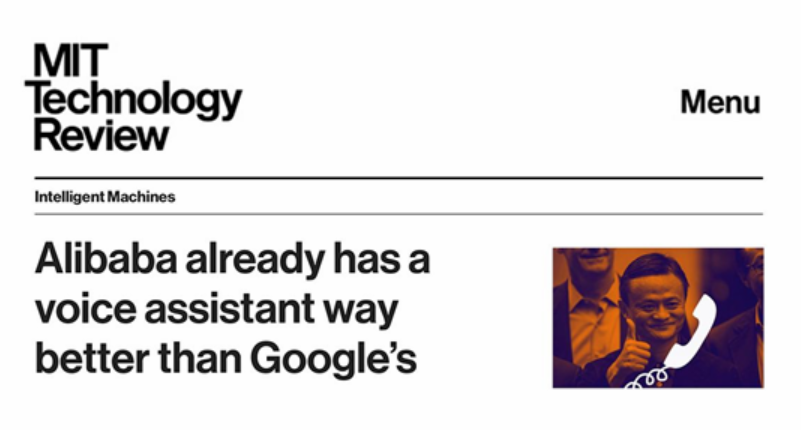 MIT
Technology
Review
Menu
Intelligent Machines
Alibaba already has a
voice assistant way
better than Google’s